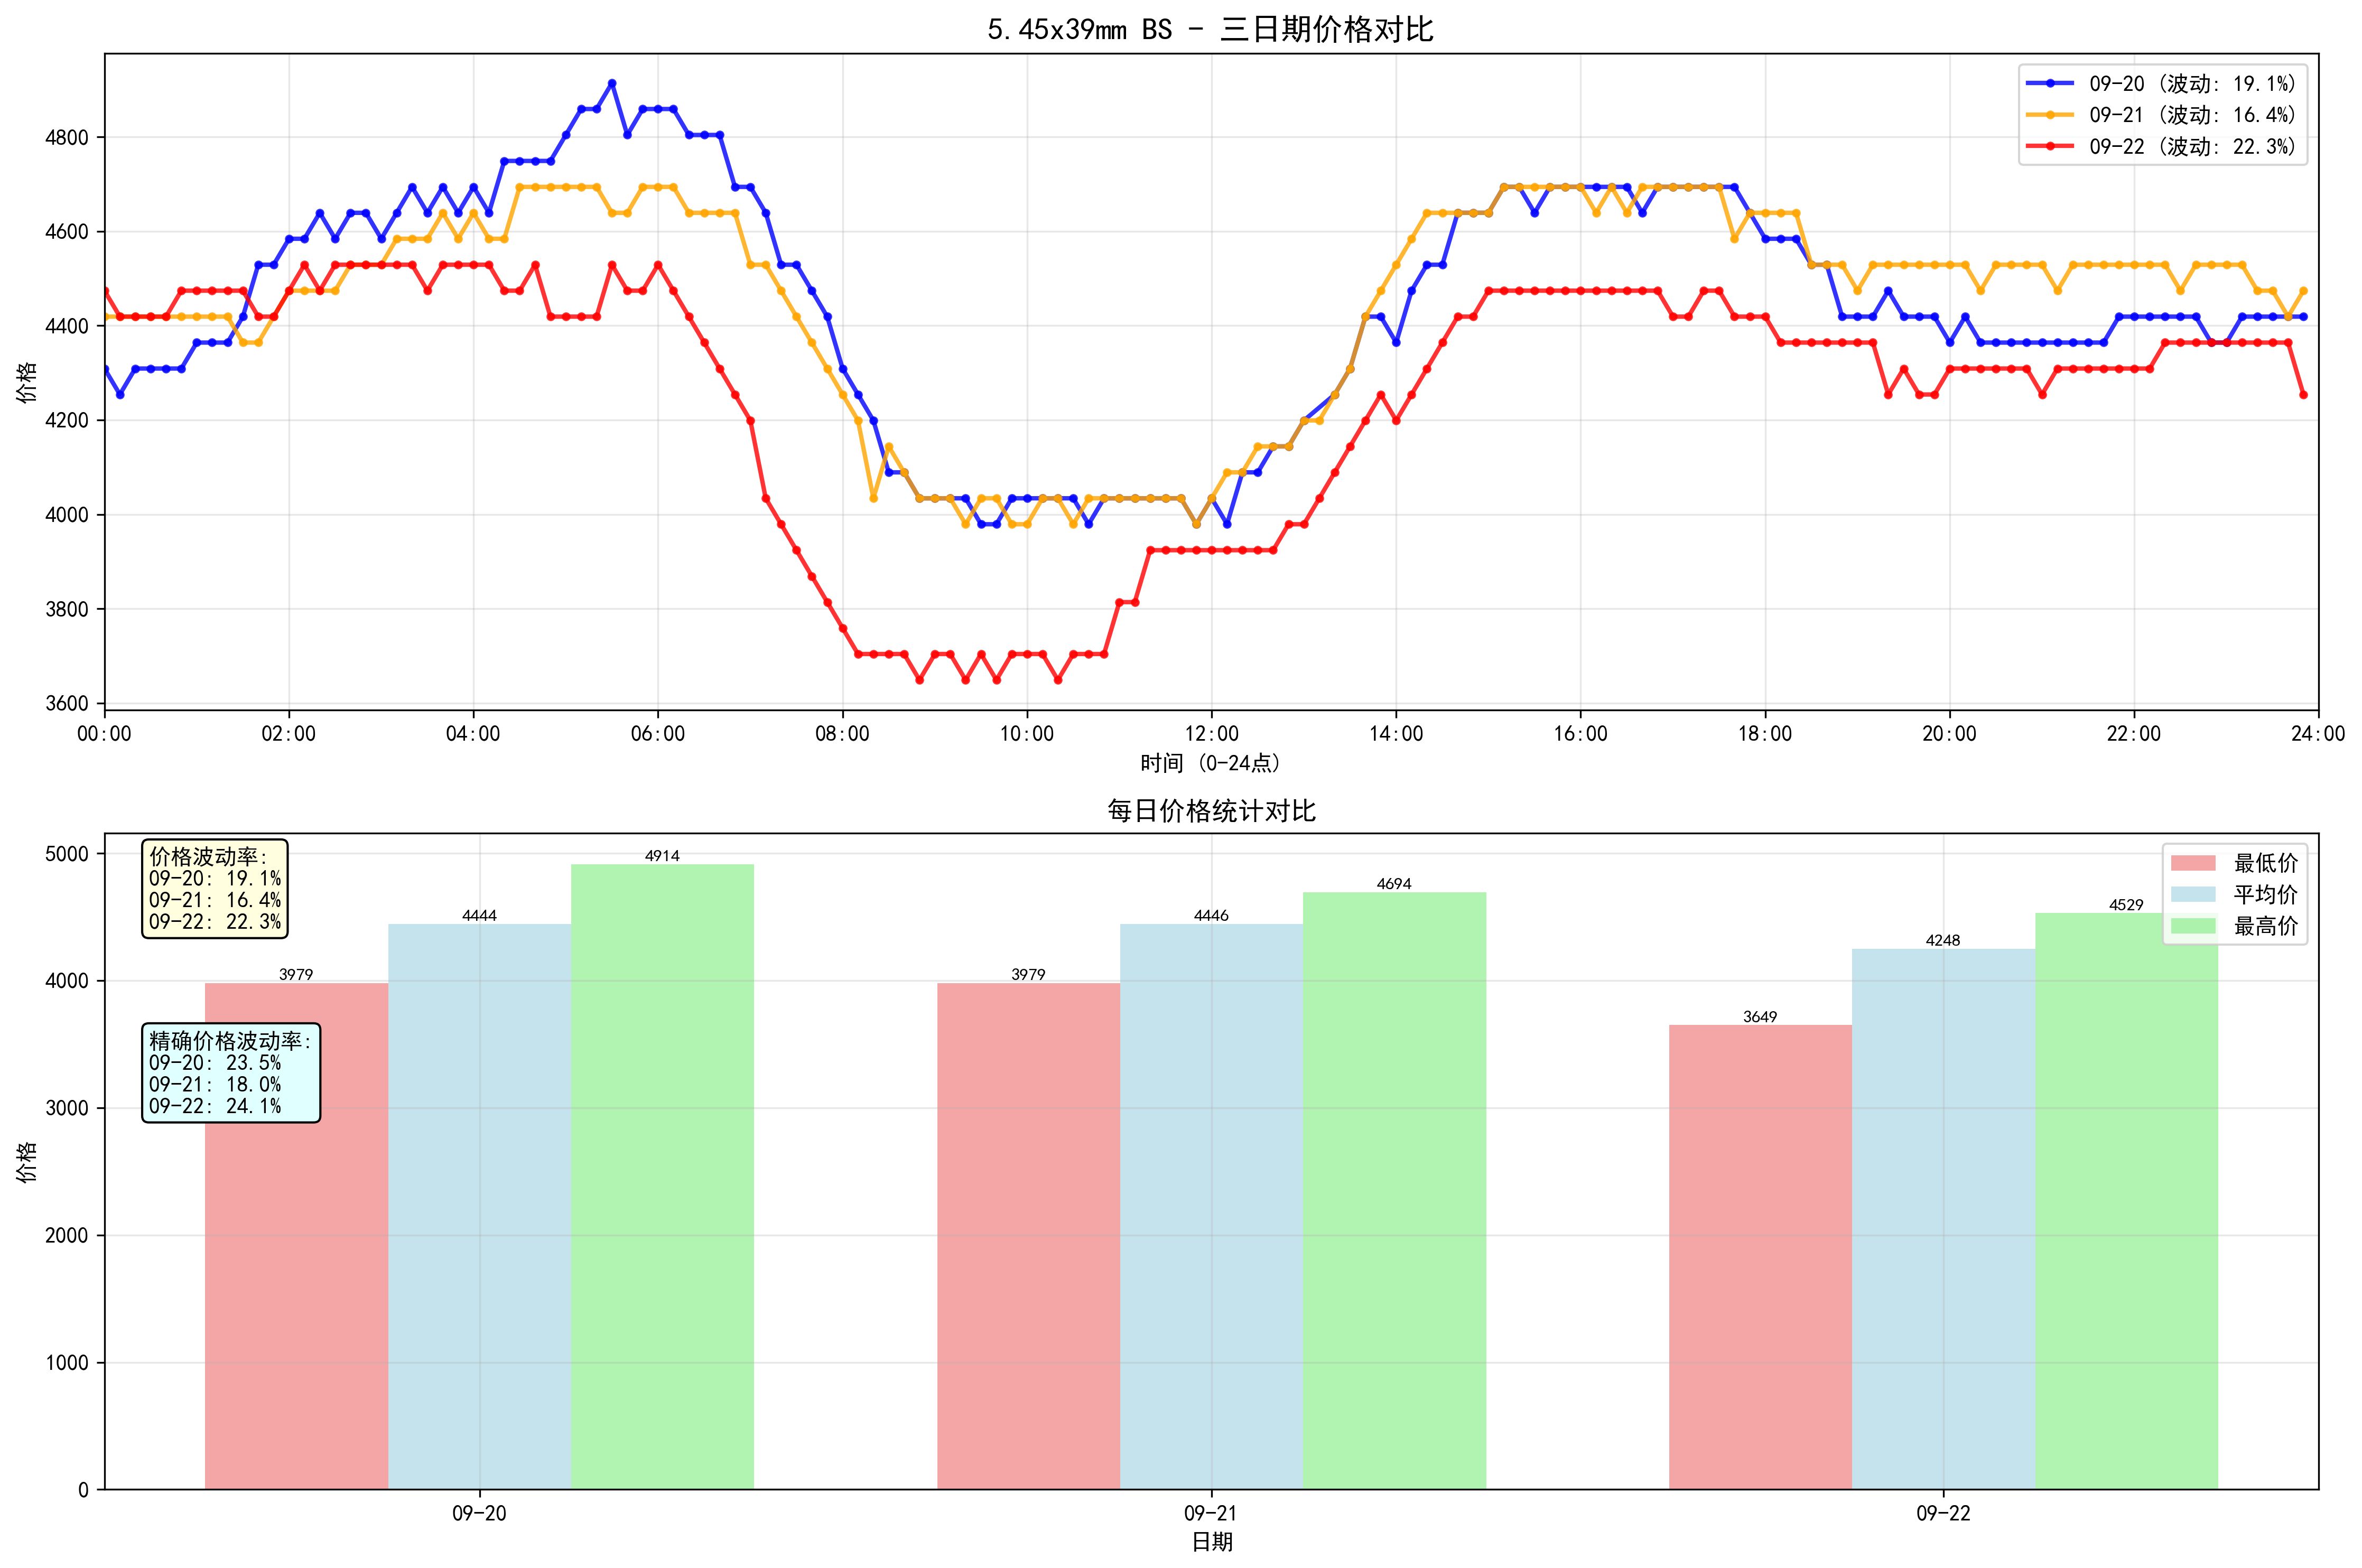 5.45x39mm BS - 三日期价格对比
09-20 (波动: 19.1%)
09-21 (波动: 16.4%)
09-22 (波动: 22.3%)
价格
4800
4600
4400
4200
4000
3800
3600
00:00 02:00 04:00 06:00 08:00 10:00 12:00 14:00 16:00 18:00 20:00 22:00 24:00
时间 (0-24点)
每日价格统计对比
价格波动率:
09-20: 19.1%
09-21: 16.4%
09-22: 22.3%
精确价格波动率:
09-20: 23.5%
09-21: 18.0%
09-22: 24.1%
最低价
平均价
最高价
3979 4444 4914
3979 4446 4694
3649 4248 4529
价格
5000
4000
3000
2000
1000
0
09-20 09-21 09-22
日期